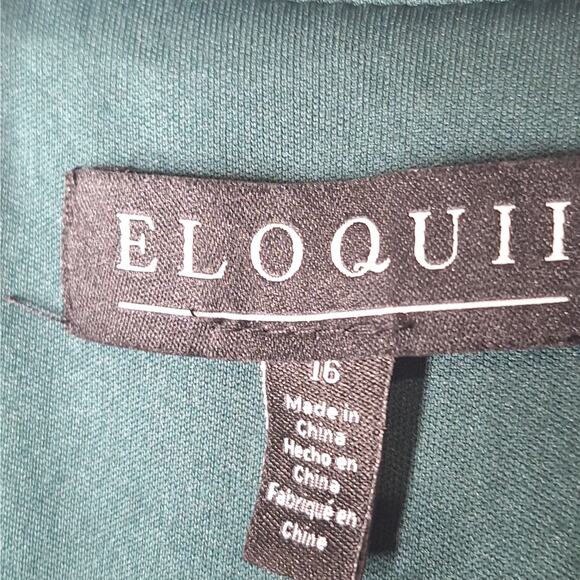 ELOQUII
16
Made in
China
Hecho en
China
Fabriqué en
Chine